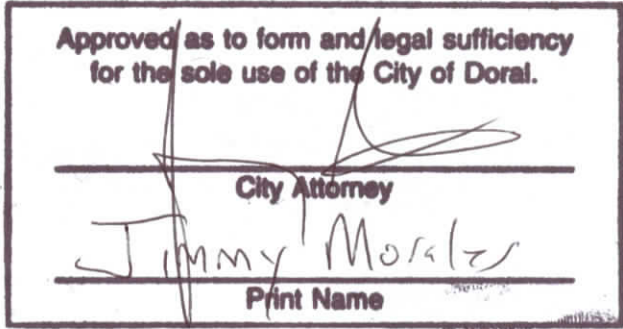 Approved as to form and legal sufficiency
for the sole use of the City of Doral.
City Attorney
Jimmy Morales
Print Name